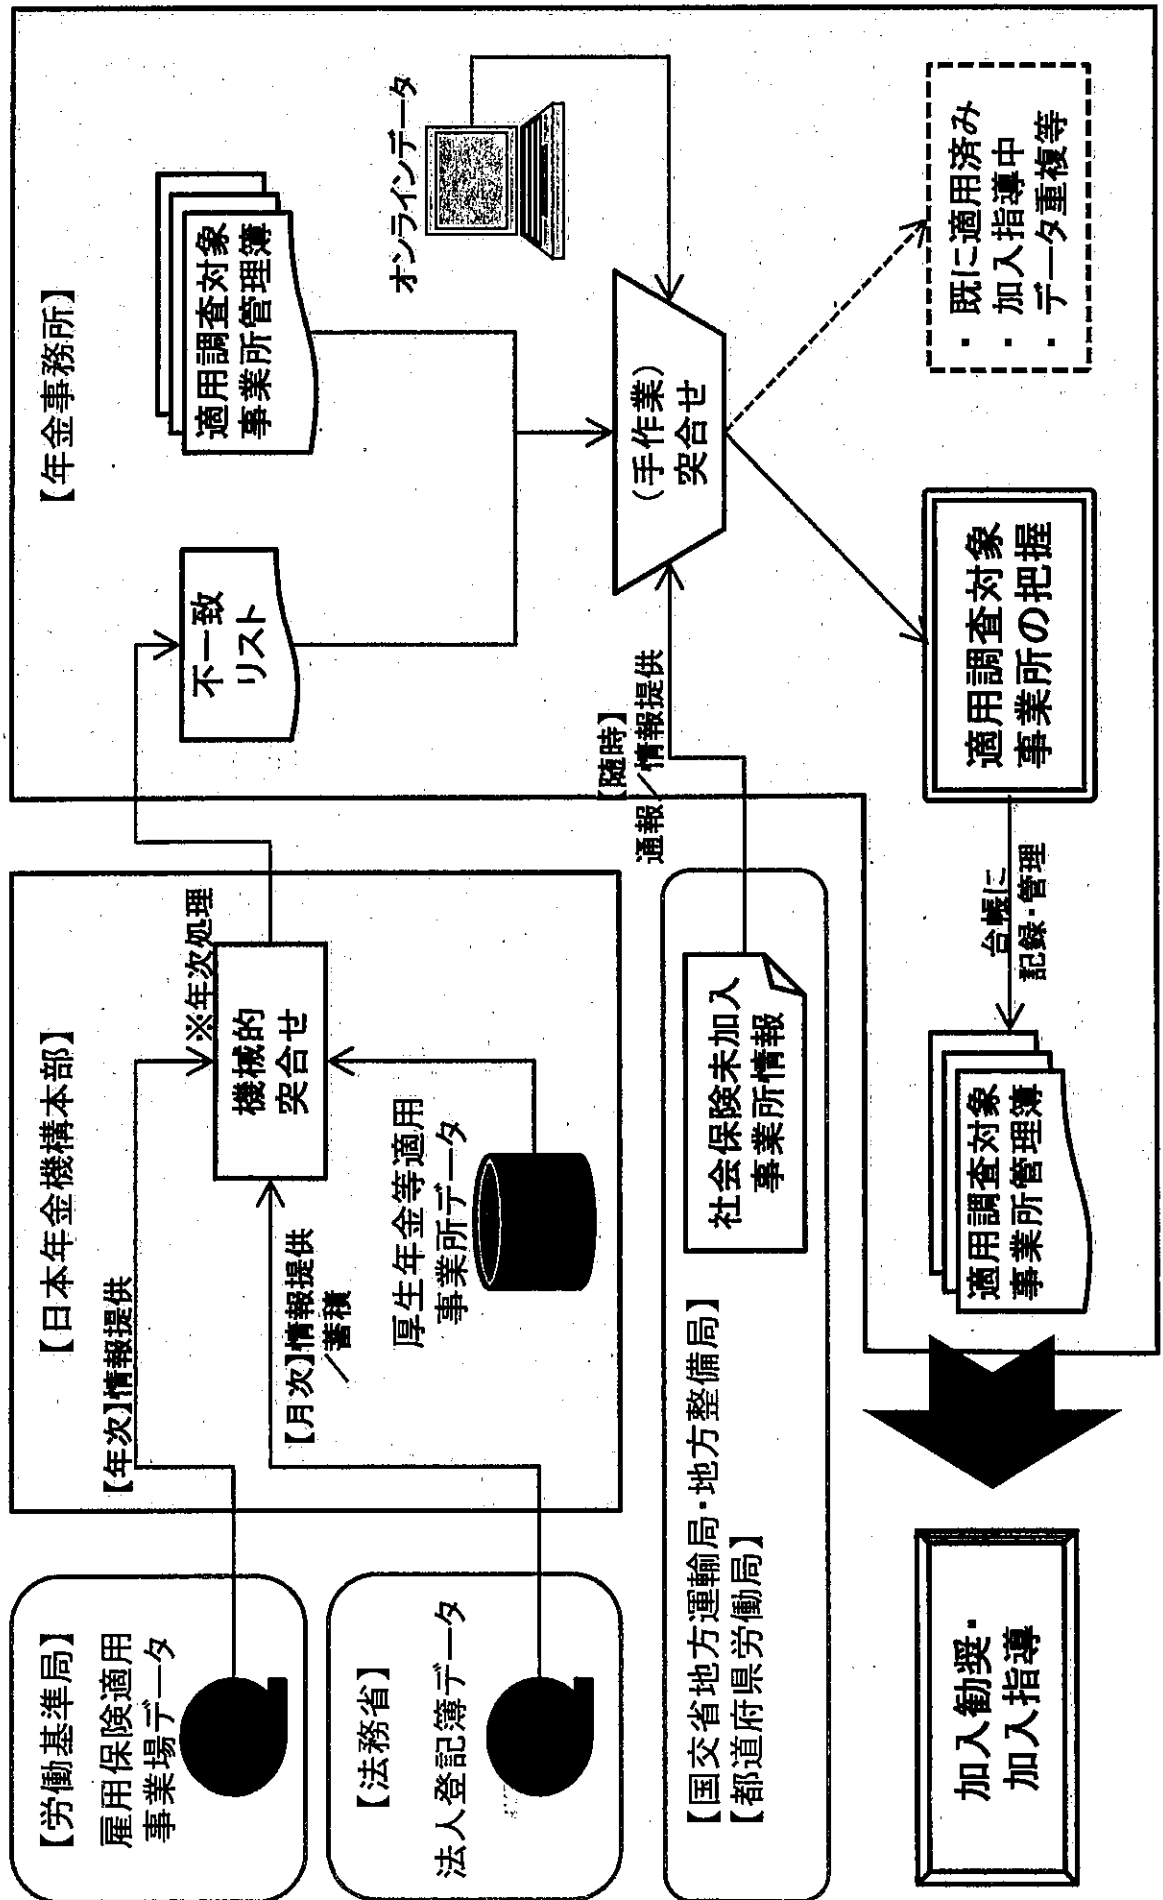 【労働基準局】
雇用保険適用
事業場データ
【法務省】
法人登記簿データ
【国交省地方運輸局・地方整備局】
【都道府県労働局】
社会保険未加入
事業所情報
【日本年金機構本部】
【年次】情報提供
※年次処理
機械的
突合せ
【月次】情報提供
／蓄積
厚生年金等適用
事業所データ
【随時】
通報／情報提供
【年金事務所】
不一致
リスト
適用調査対象
事業所管理簿
オンラインデータ
（手作業）
突合せ
・ 既に適用済み
・ 加入指導中
・ データ重複等
適用調査対象
事業所の把握
台帳に
記録・管理
適用調査対象
事業所管理簿
加入勧奨・
加入指導